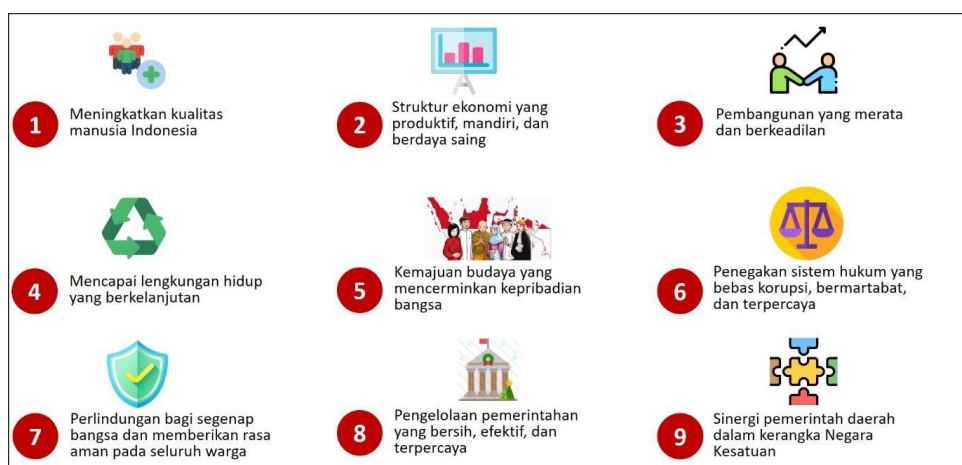 1
Meningkatkan kualitas
manusia Indonesia
2
Struktur ekonomi yang
produktif, mandiri, dan
berdaya saing
3
Pembangunan yang merata
dan berkeadilan
4
Mencapai lengkungan hidup
yang berkelanjutan
5
Kemajuan budaya yang
mencerminkan kepribadian
bangsa
6
Penegakan sistem hukum yang
bebas korupsi, bermartabat,
dan terpercaya
7
Perlindungan bagi segenap
bangsa dan memberikan rasa
aman pada seluruh warga
8
Pengelolaan pemerintahan
yang bersih, efektif, dan
terpercaya
9
Sinergi pemerintah daerah
dalam kerangka Negara
Kesatuan